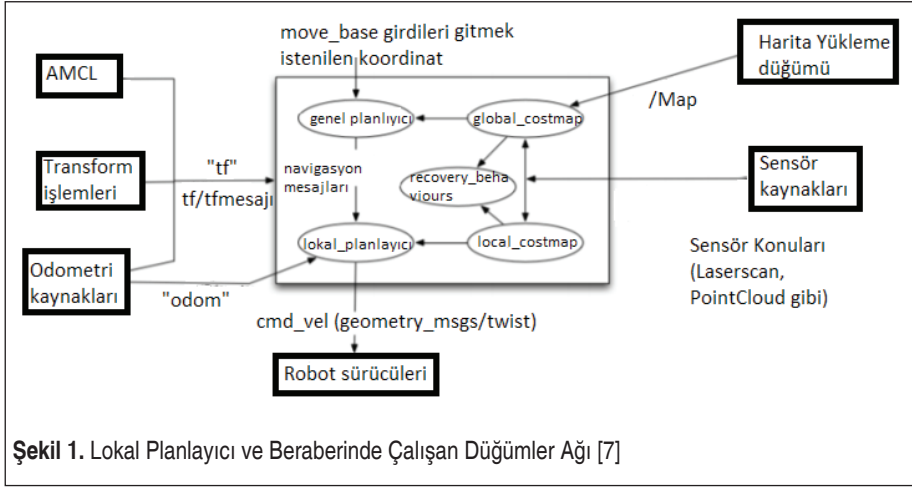 move_base girdileri gitmek
istenilen koordinat
AMCL
Harita Yükleme
düğümü
/Map
genel planlıyıcı
global_costmap
Transform
işlemleri
"tf"
tf/tfmesajı
navigasyon
mesajları
recovery_beha
viours
Sensör
kaynakları
lokal_planlayıcı
local_costmap
Odometri
kaynakları
"odom"
Sensör Konuları
(Laserscan,
PointCloud gibi)
cmd_vel (geometry_msgs/twist)
Robot sürücüleri
Şekil 1. Lokal Planlayıcı ve Beraberinde Çalışan Düğümler Ağı [7]